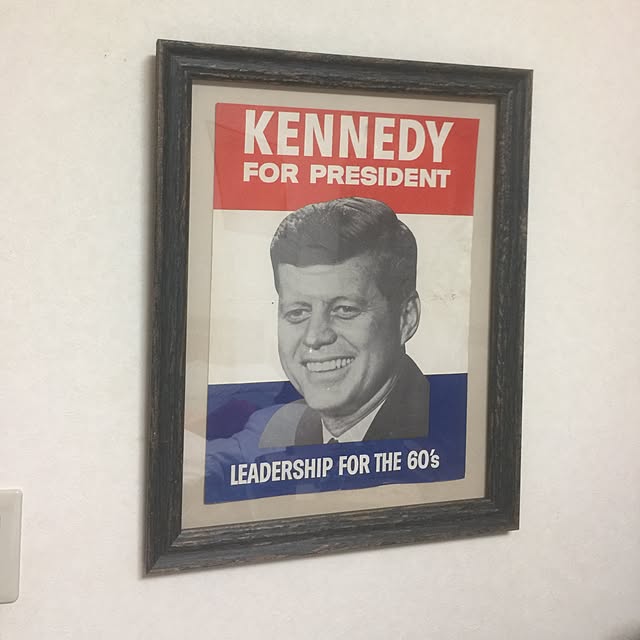 KENNEDY
FOR PRESIDENT
LEADERSHIP FOR THE 60's